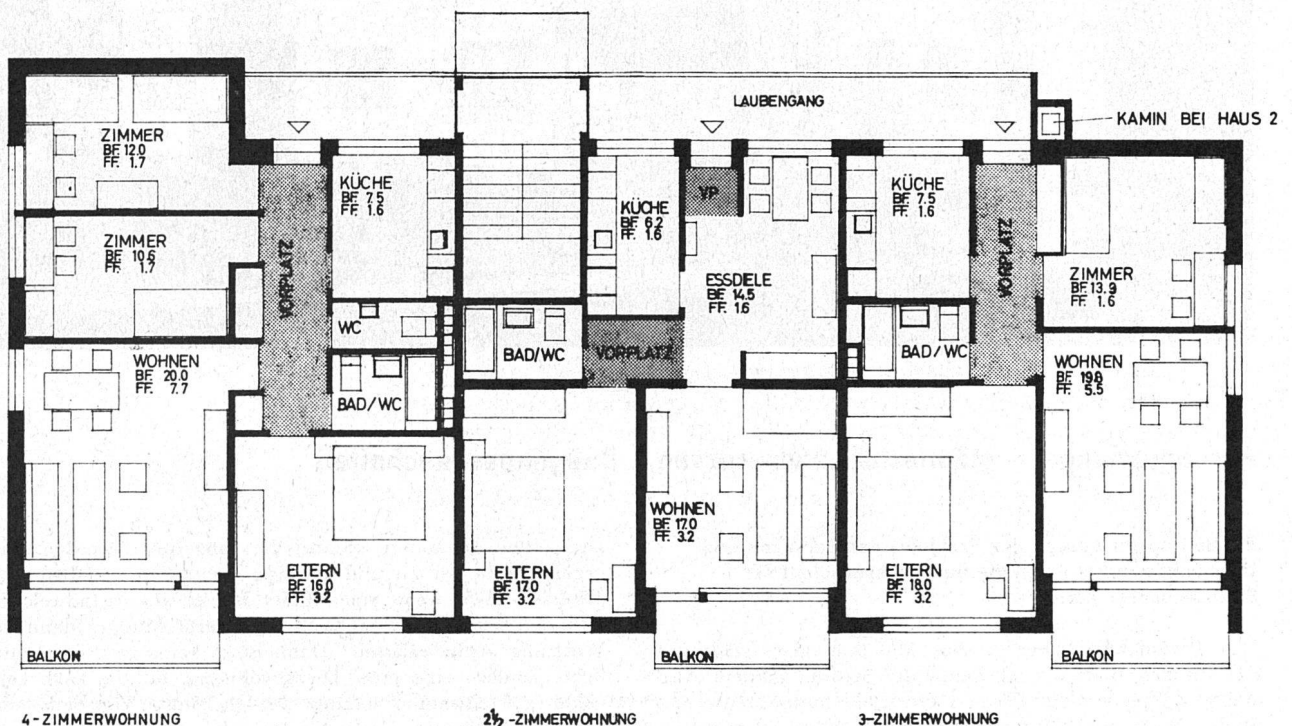 LAUBENGANG
KAMIN BEI HAUS 2
ZIMMER
BF 12.0
FF. 1.7
ZIMMER
BF 10.6
FF. 1.7
VORPLATZ
KÜCHE
BF 7.5
FF. 1.6
WC
BAD/WC
WOHNEN
BF 20.0
FF. 7.7
ELTERN
BF 16.0
FF. 3.2
BALKON
4-ZIMMERWOHNUNG
KÜCHE
BF 6.2
FF. 1.6
VP
ESSDIELE
BF 14.5
FF. 1.6
BAD/WC
VORPLATZ
ELTERN
BF 17.0
FF. 3.2
WOHNEN
BF 17.0
FF. 3.2
BALKON
2½-ZIMMERWOHNUNG
KÜCHE
BF 7.5
FF. 1.6
VORPLATZ
ZIMMER
BF 13.9
FF. 1.6
BAD/WC
WOHNEN
FF. 5.5
ELTERN
BF 18.0
FF. 3.2
BALKON
3-ZIMMERWOHNUNG